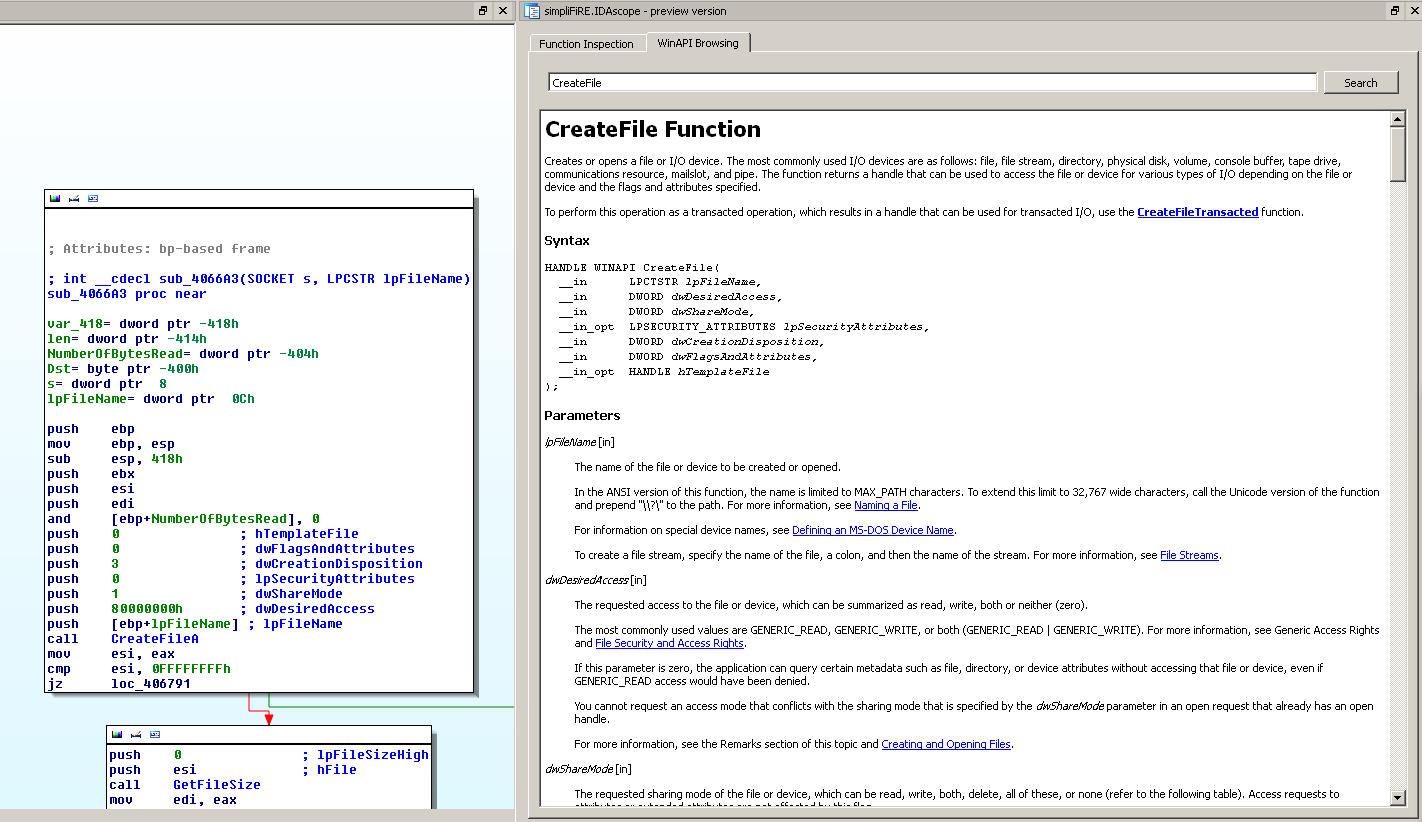 simpliFiRE.IDAscope - preview version
; Attributes: bp-based frame
; int __cdecl sub_4066A3(SOCKET s, LPCSTR lpFileName)
sub_4066A3 proc near
var_418= dword ptr -418h
len= dword ptr -414h
NumberOfBytesRead= dword ptr -404h
Dst= byte ptr -400h
s= dword ptr  8
lpFileName= dword ptr  0Ch
push    ebp
mov     ebp, esp
sub     esp, 418h
push    ebx
push    esi
push    edi
and     [ebp+NumberOfBytesRead], 0
push    0               ; hTemplateFile
push    0               ; dwFlagsAndAttributes
push    3               ; dwCreationDisposition
push    0               ; lpSecurityAttributes
push    1               ; dwShareMode
push    80000000h       ; dwDesiredAccess
push    [ebp+lpFileName] ; lpFileName
call    CreateFileA
mov     esi, eax
cmp     esi, 0FFFFFFFFh
jz      loc_406791
push    0               ; lpFileSizeHigh
push    esi             ; hFile
call    GetFileSize
mov     edi, eax
Function Inspection
WinAPI Browsing
CreateFile
Search
CreateFile Function
Creates or opens a file or I/O device. The most commonly used I/O devices are as follows: file, file stream, directory, physical disk, volume, console buffer, tape drive,
communications resource, mailslot, and pipe. The function returns a handle that can be used to access the file or device for various types of I/O depending on the file or
device and the flags and attributes specified.
To perform this operation as a transacted operation, which results in a handle that can be used for transacted I/O, use the CreateFileTransacted function.
Syntax
HANDLE WINAPI CreateFile(
__in      LPCTSTR lpFileName,
__in      DWORD dwDesiredAccess,
__in      DWORD dwShareMode,
__in_opt  LPSECURITY_ATTRIBUTES lpSecurityAttributes,
__in      DWORD dwCreationDisposition,
__in      DWORD dwFlagsAndAttributes,
__in_opt  HANDLE hTemplateFile
);
Parameters
lpFileName [in]
The name of the file or device to be created or opened.
In the ANSI version of this function, the name is limited to MAX_PATH characters. To extend this limit to 32,767 wide characters, call the Unicode version of the function
and prepend "\\?\" to the path. For more information, see Naming a File.
For information on special device names, see Defining an MS-DOS Device Name.
To create a file stream, specify the name of the file, a colon, and then the name of the stream. For more information, see File Streams.
dwDesiredAccess [in]
The requested access to the file or device, which can be summarized as read, write, both or neither (zero).
The most commonly used values are GENERIC_READ, GENERIC_WRITE, or both (GENERIC_READ | GENERIC_WRITE). For more information, see Generic Access Rights
and File Security and Access Rights.
If this parameter is zero, the application can query certain metadata such as file, directory, or device attributes without accessing that file or device, even if
GENERIC_READ access would have been denied.
You cannot request an access mode that conflicts with the sharing mode that is specified by the dwShareMode parameter in an open request that already has an open
handle.
For more information, see the Remarks section of this topic and Creating and Opening Files.
dwShareMode [in]
The requested sharing mode of the file or device, which can be read, write, both, delete, all of these, or none (refer to the following table). Access requests to